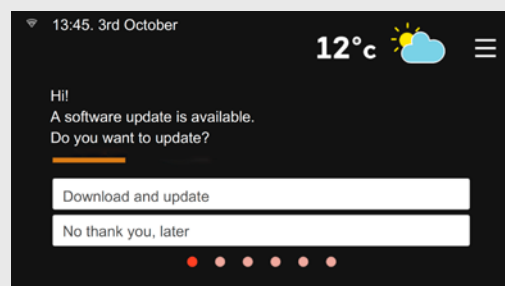 13:45. 3rd October
12°c
Hi!
A software update is available.
Do you want to update?
Download and update
No thank you, later